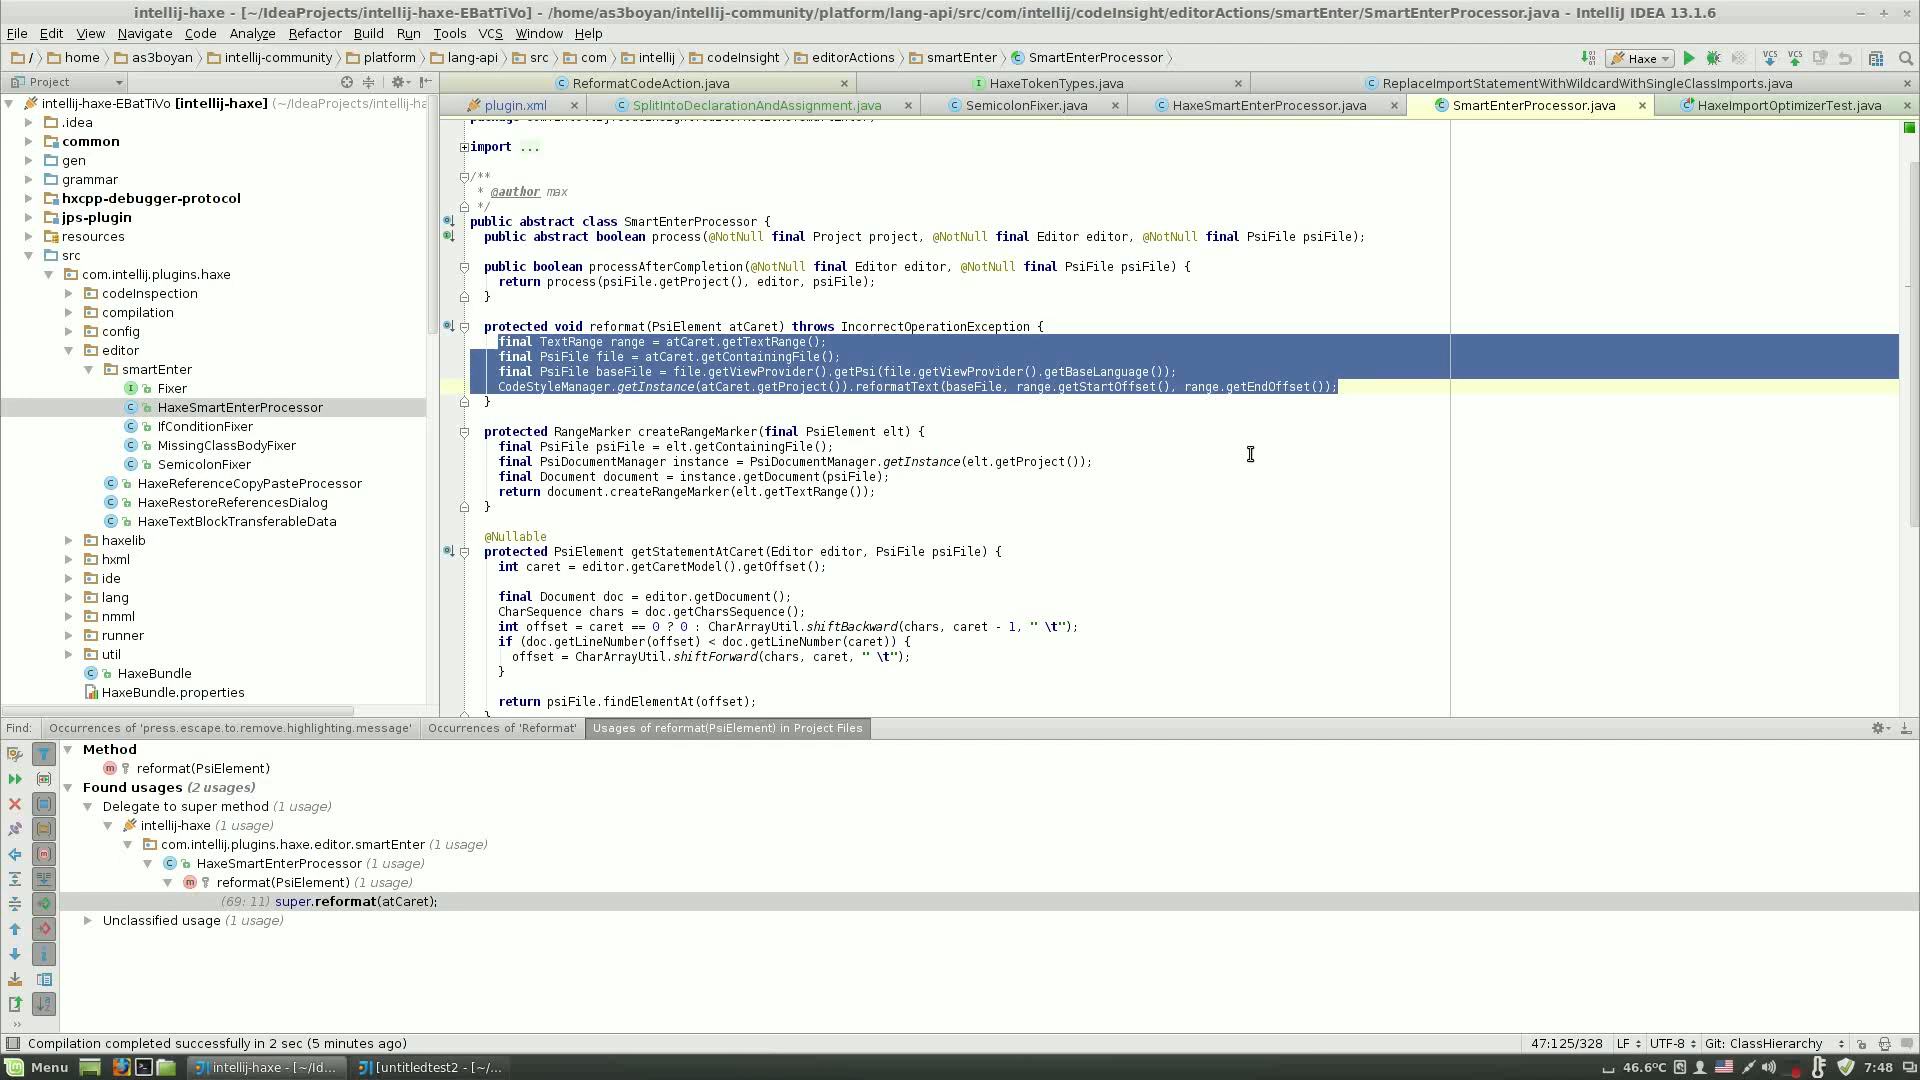 intellij-haxe - [~/IdeaProjects/intellij-haxe-EBatTiVo] - /home/as3boyan/intellij-community/platform/lang-api/src/com/intellij/codeInsight/editorActions/smartEnter/SmartEnterProcessor.java - IntelliJ IDEA 13.1.6
File Edit View Navigate Code Analyze Refactor Build Run Tools VCS Window Help
/ home as3boyan intellij-community platform lang-api src com intellij codeInsight editorActions smartEnter SmartEnterProcessor Haxe VCS VCS
Project
ReformatCodeAction.java HaxeTokenTypes.java ReplaceImportStatementWithWildcardWithSingleClassImports.java
plugin.xml SplitIntoDeclarationAndAssignment.java SemicolonFixer.java HaxeSmartEnterProcessor.java SmartEnterProcessor.java HaxeImportOptimizerTest.java
intellij-haxe-EBatTiVo [intellij-haxe] (~/IdeaProjects/intellij-ha
.idea
common
gen
grammar
hxcpp-debugger-protocol
jps-plugin
resources
src
com.intellij.plugins.haxe
codeInspection
compilation
config
editor
smartEnter
Fixer
HaxeSmartEnterProcessor
IfConditionFixer
MissingClassBodyFixer
SemicolonFixer
HaxeReferenceCopyPasteProcessor
HaxeRestoreReferencesDialog
HaxeTextBlockTransferableData
haxelib
hxml
ide
lang
nmml
runner
util
HaxeBundle
HaxeBundle.properties
import ...
/**
* @author max
*/
public abstract class SmartEnterProcessor {
public abstract boolean process(@NotNull final Project project, @NotNull final Editor editor, @NotNull final PsiFile psiFile);
public boolean processAfterCompletion(@NotNull final Editor editor, @NotNull final PsiFile psiFile) {
return process(psiFile.getProject(), editor, psiFile);
}
protected void reformat(PsiElement atCaret) throws IncorrectOperationException {
final TextRange range = atCaret.getTextRange();
final PsiFile file = atCaret.getContainingFile();
final PsiFile baseFile = file.getViewProvider().getPsi(file.getViewProvider().getBaseLanguage());
CodeStyleManager.getInstance(atCaret.getProject()).reformatText(baseFile, range.getStartOffset(), range.getEndOffset());
}
protected RangeMarker createRangeMarker(final PsiElement elt) {
final PsiFile psiFile = elt.getContainingFile();
final PsiDocumentManager instance = PsiDocumentManager.getInstance(elt.getProject());
final Document document = instance.getDocument(psiFile);
return document.createRangeMarker(elt.getTextRange());
}
@Nullable
protected PsiElement getStatementAtCaret(Editor editor, PsiFile psiFile) {
int caret = editor.getCaretModel().getOffset();
final Document doc = editor.getDocument();
CharSequence chars = doc.getCharsSequence();
int offset = caret == 0 ? 0 : CharArrayUtil.shiftBackward(chars, caret - 1, " \t");
if (doc.getLineNumber(offset) < doc.getLineNumber(caret)) {
offset = CharArrayUtil.shiftForward(chars, caret, " \t");
}
return psiFile.findElementAt(offset);
Find: Occurrences of 'press.escape.to.remove.highlighting.message' Occurrences of 'Reformat' Usages of reformat(PsiElement) in Project Files
Method
reformat(PsiElement)
Found usages (2 usages)
Delegate to super method (1 usage)
intellij-haxe (1 usage)
com.intellij.plugins.haxe.editor.smartEnter (1 usage)
HaxeSmartEnterProcessor (1 usage)
reformat(PsiElement) (1 usage)
(69: 11) super.reformat(atCaret);
Unclassified usage (1 usage)
Compilation completed successfully in 2 sec (5 minutes ago) 47:125/328 LF UTF-8 Git: ClassHierarchy
Menu intellij-haxe - [~/Id... [untitledtest2 - [~/... 46.6ºC 7:48